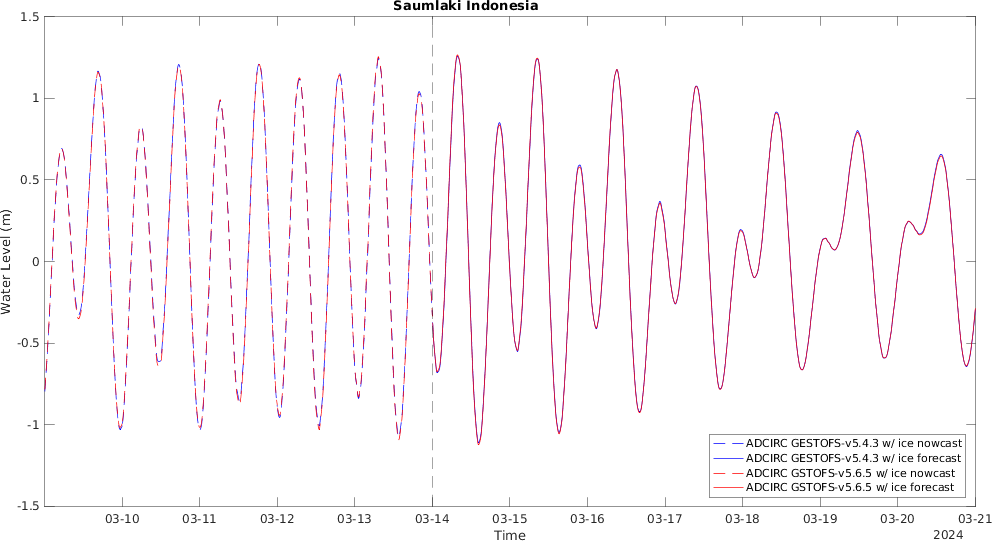 Saumlaki Indonesia
1.5
1
0.5
0
-0.5
-1
-1.5
Water Level (m)
ADCIRC GESTOFS-v5.4.3 w/ ice nowcast
ADCIRC GESTOFS-v5.4.3 w/ ice forecast
ADCIRC GSTOFS-v5.6.5 w/ ice nowcast
ADCIRC GSTOFS-v5.6.5 w/ ice forecast
03-10 03-11 03-12 03-13 03-14 03-15 03-16 03-17 03-18 03-19 03-20 03-21
Time
2024